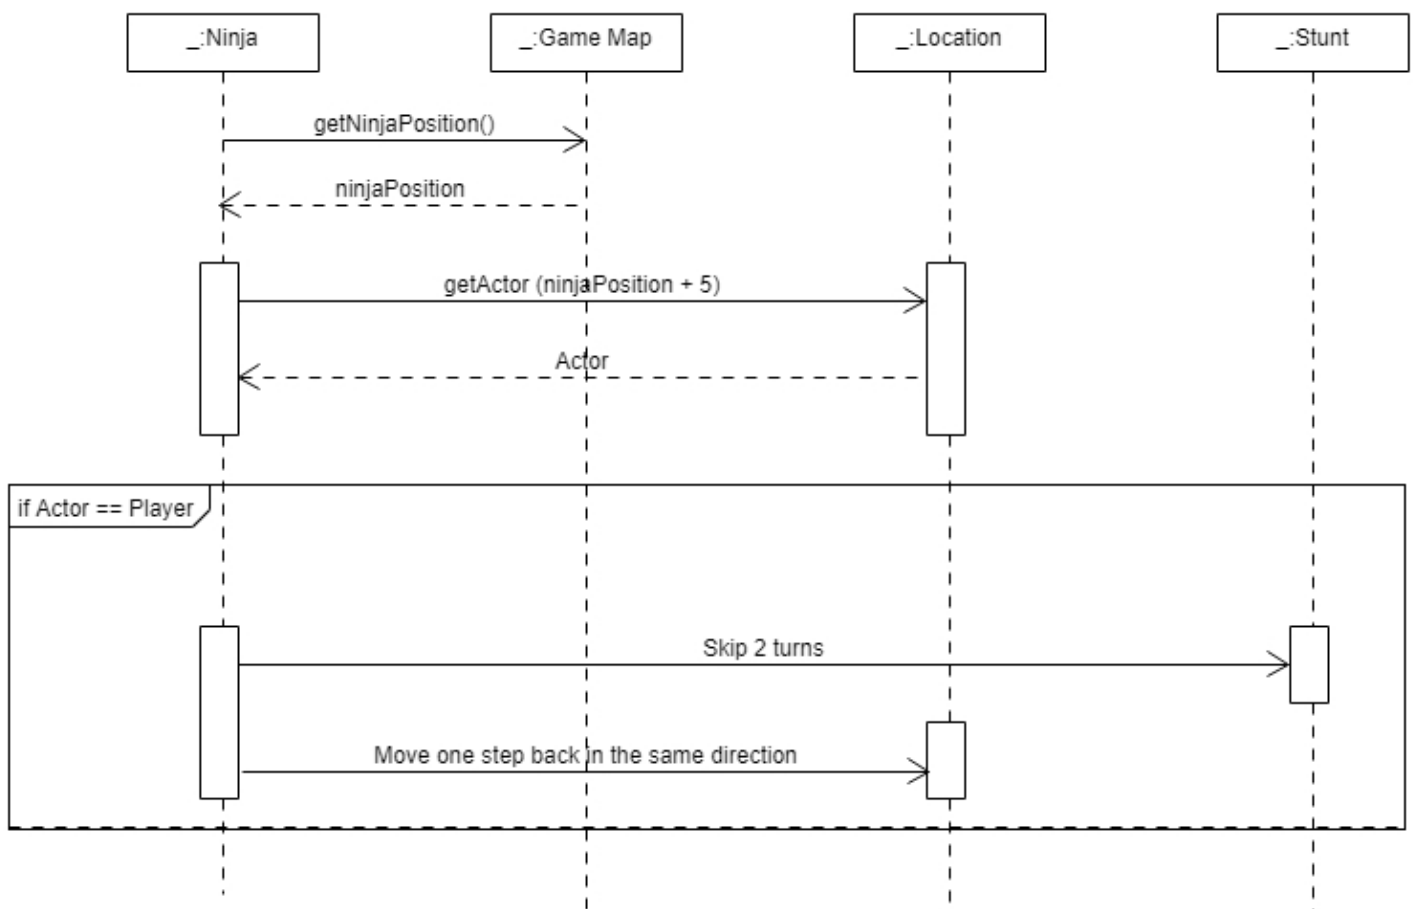 _:Ninja
_:Game Map
_:Location
_:Stunt
getNinjaPosition()
ninjaPosition
getActor (ninjaPosition + 5)
Actor
if Actor == Player
Skip 2 turns
Move one step back in the same direction